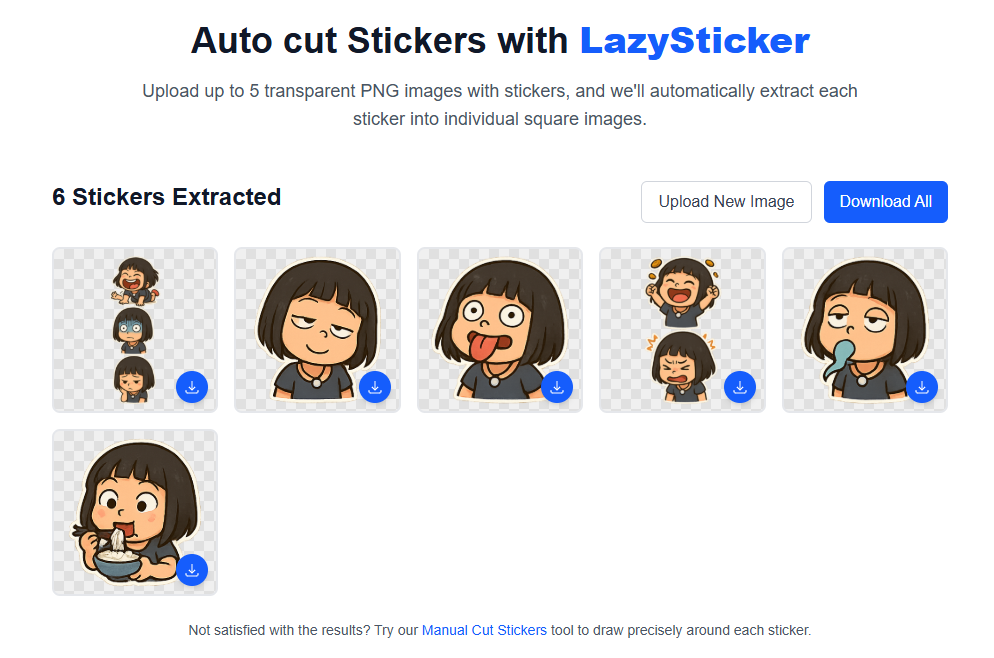 Auto cut Stickers with LazySticker
Upload up to 5 transparent PNG images with stickers, and we'll automatically extract each
sticker into individual square images.
6 Stickers Extracted
Upload New Image
Download All
Not satisfied with the results? Try our Manual Cut Stickers tool to draw precisely around each sticker.